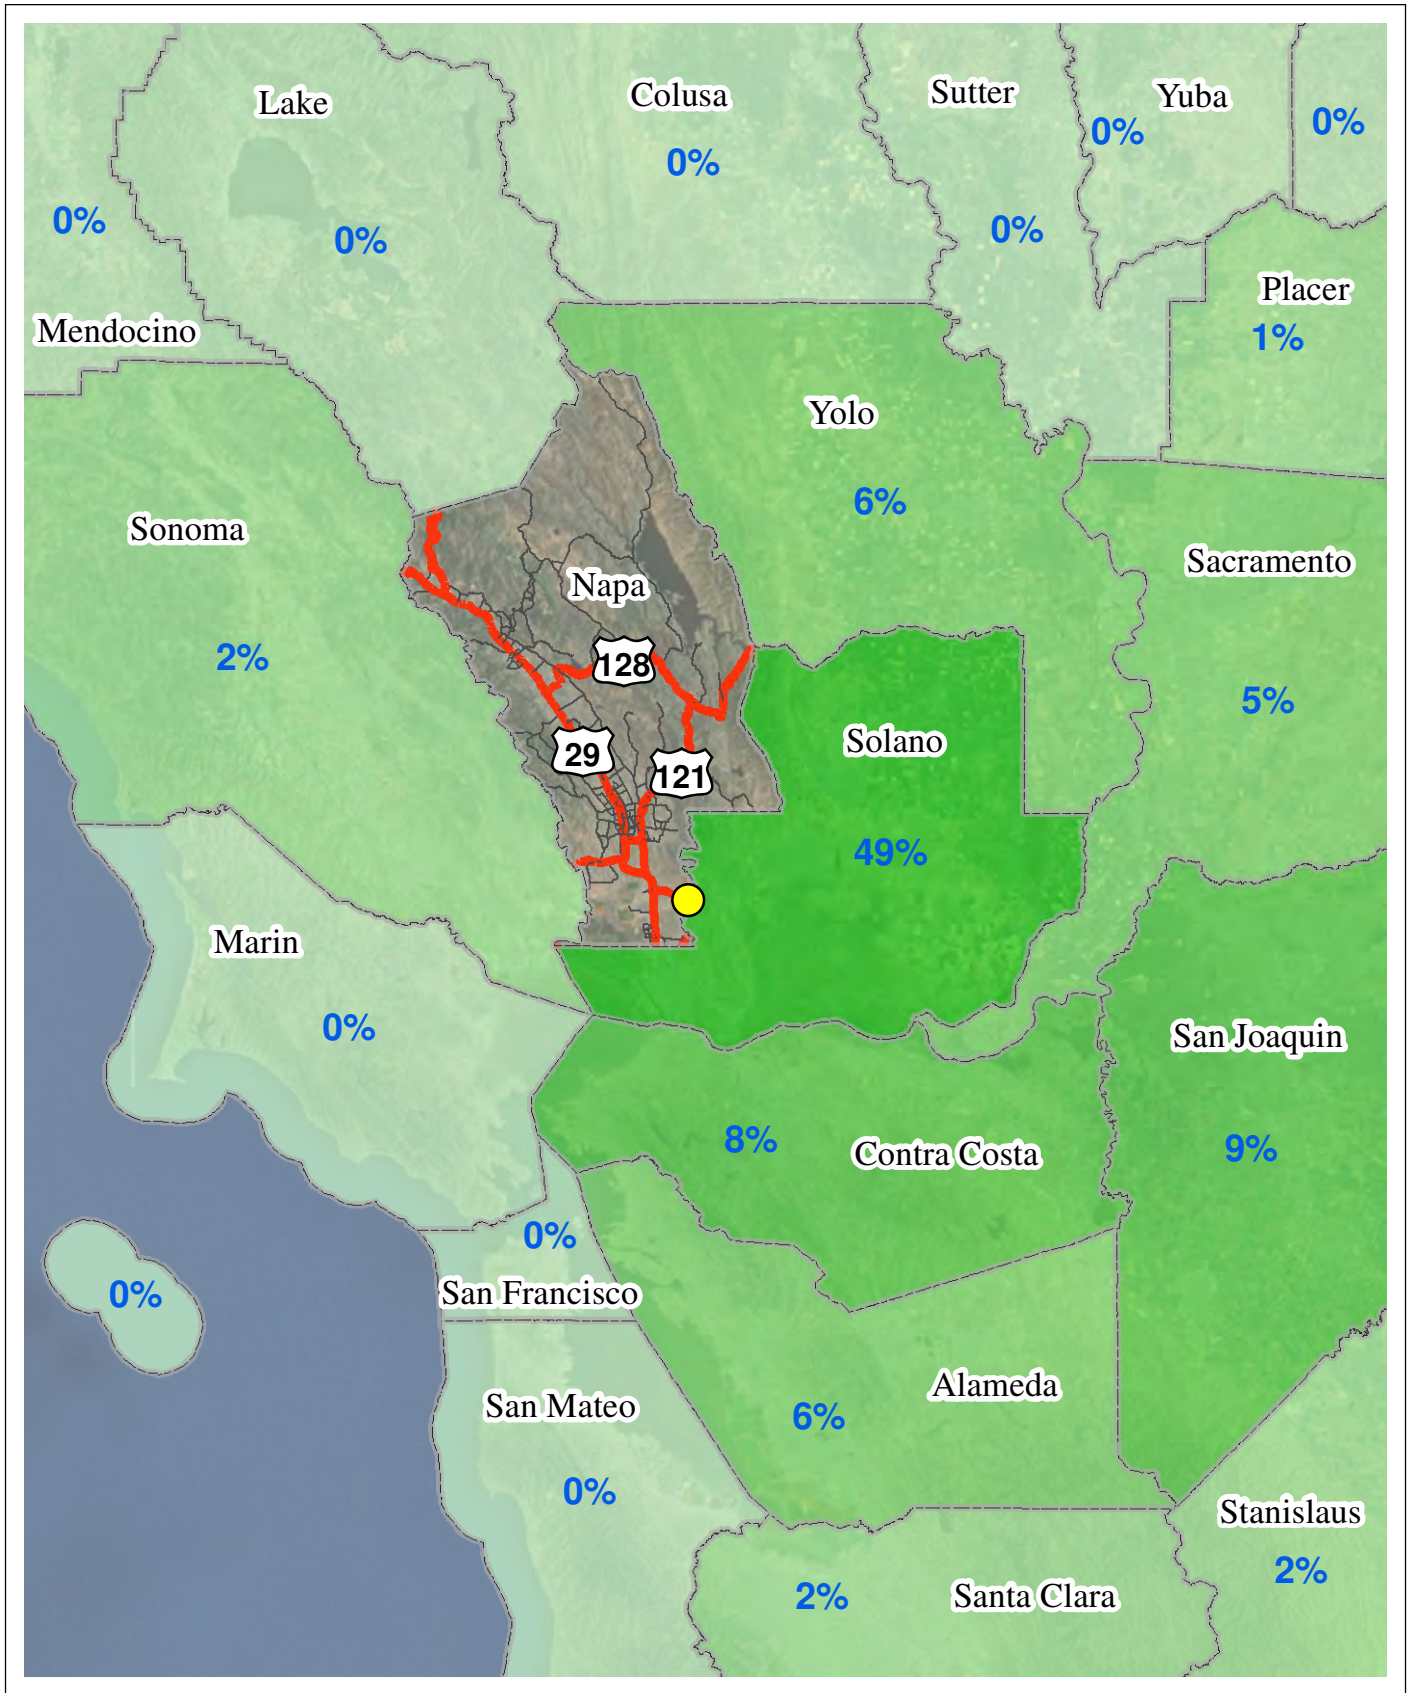 Lake
Colusa
Sutter
Yuba
0%
0%
0%
0%
0%
0%
0%
Placer
1%
Mendocino
Yolo
6%
Sonoma
2%
Napa
Sacramento
5%
128
29
121
Solano
49%
Marin
0%
San Joaquin
9%
8%
Contra Costa
0%
San Francisco
0%
Alameda
6%
San Mateo
0%
Stanislaus
2%
2%
Santa Clara